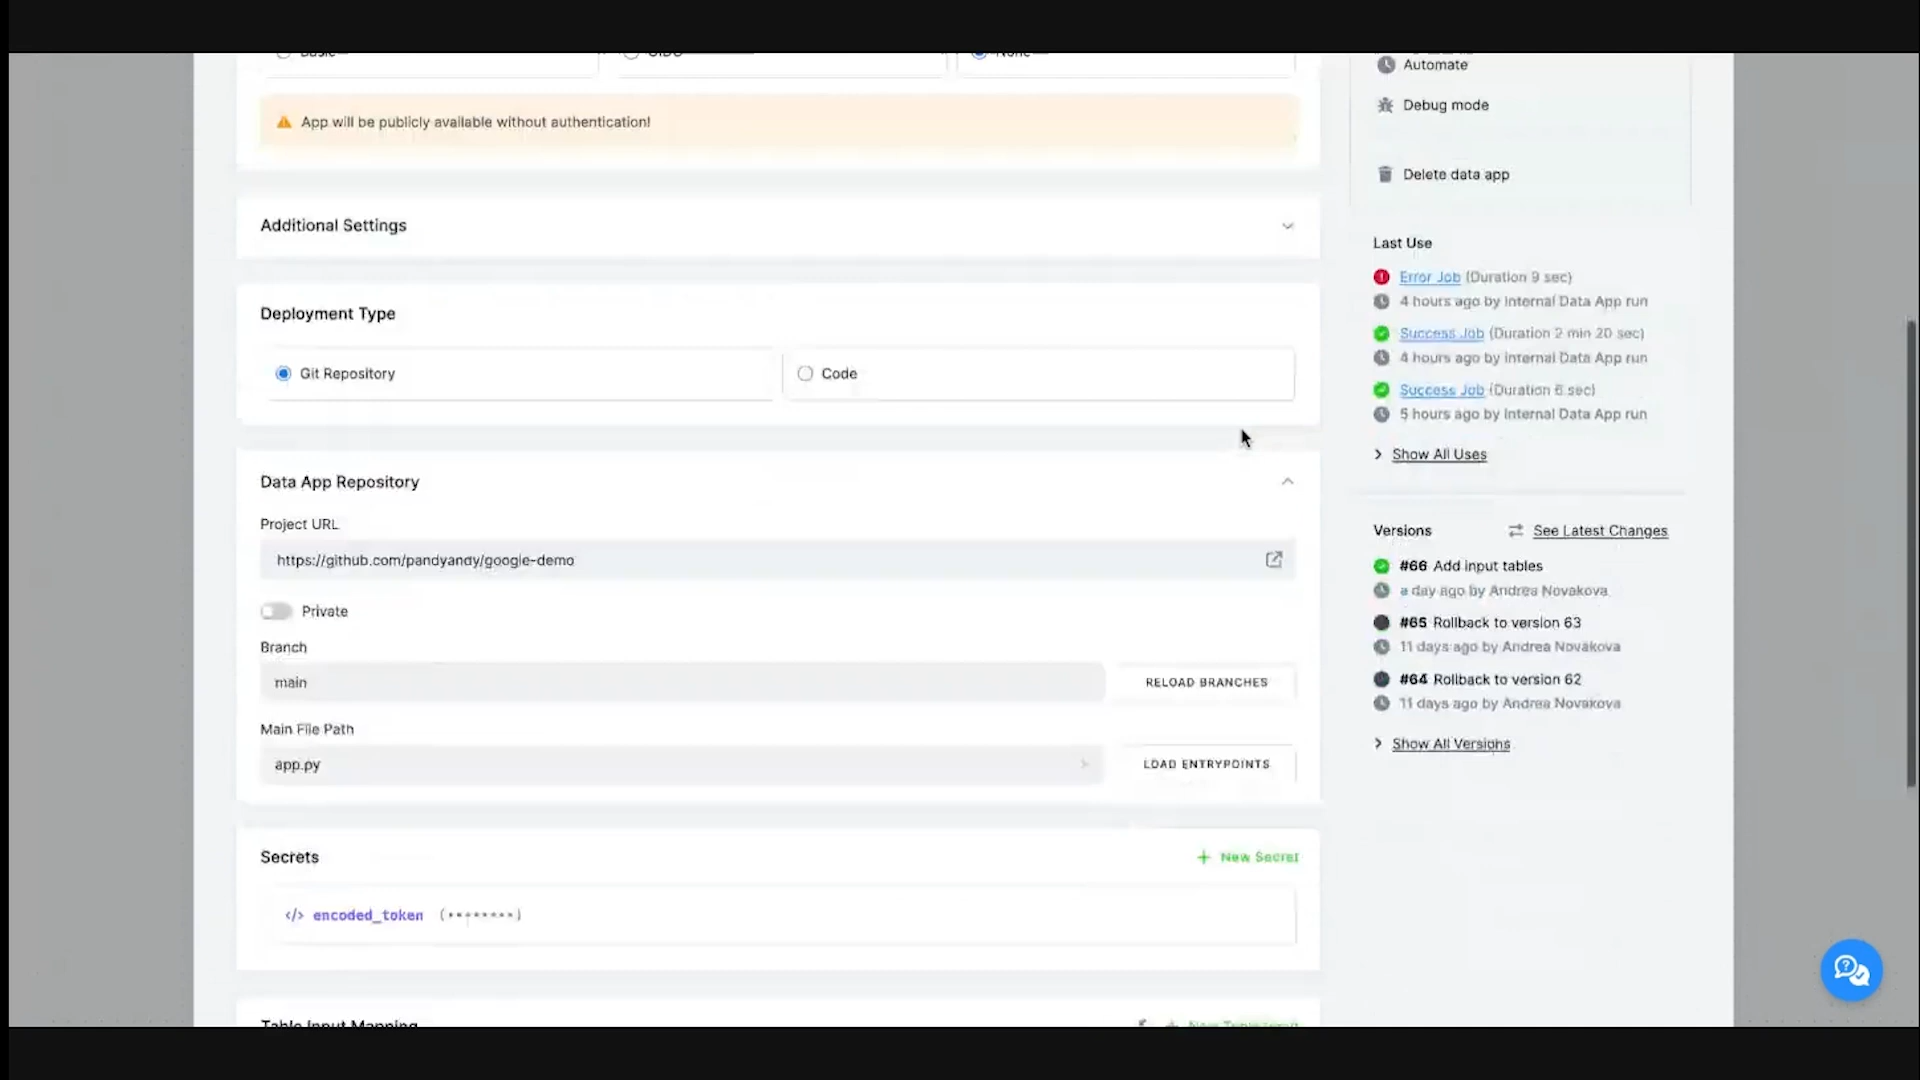 Basic
None
App will be publicly available without authentication!
Additional Settings
Deployment Type
Git Repository
Code
Data App Repository
Project URL
https://github.com/pandyandy/google-demo
Private
Branch
main
RELOAD BRANCHES
Main File Path
app.py
LOAD ENTRYPOINTS
Secrets
+ New Secret
</> encoded_token (••••••••)
Table Input Mapping
Automate
Debug mode
Delete data app
Last Use
Error Job (Duration 9 sec)
4 hours ago by Internal Data App run
Success Job (Duration 2 min 20 sec)
4 hours ago by Internal Data App run
Success Job (Duration 6 sec)
5 hours ago by Internal Data App run
Show All Uses
Versions
See Latest Changes
#66 Add input tables
a day ago by Andrea Novakova
#65 Rollback to version 63
11 days ago by Andrea Novakova
#64 Rollback to version 62
11 days ago by Andrea Novakova
Show All Versions